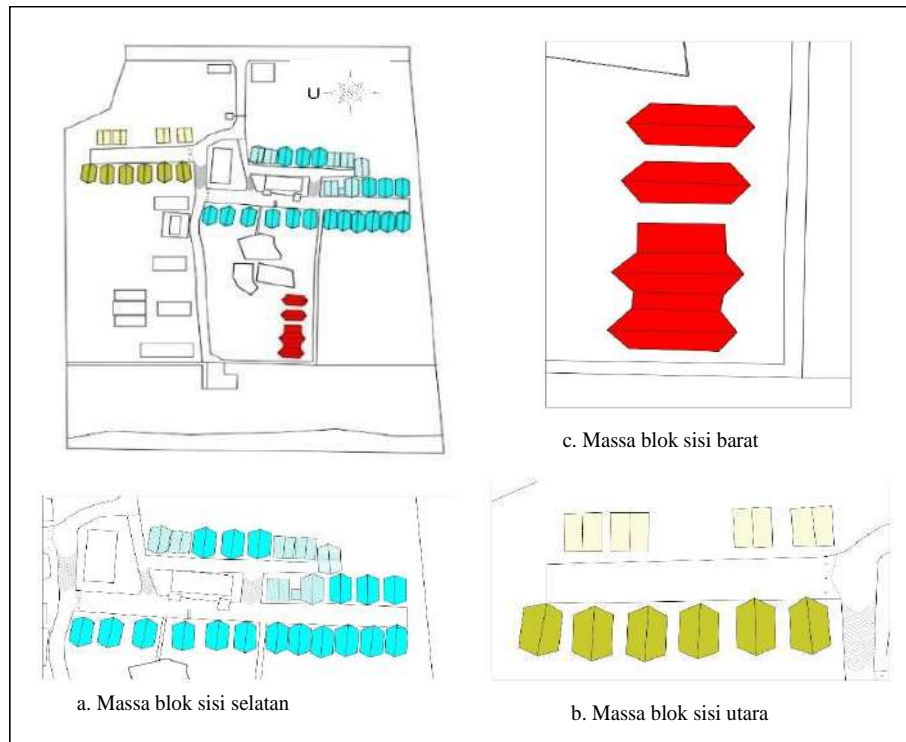 U
c. Massa blok sisi barat
a. Massa blok sisi selatan
b. Massa blok sisi utara